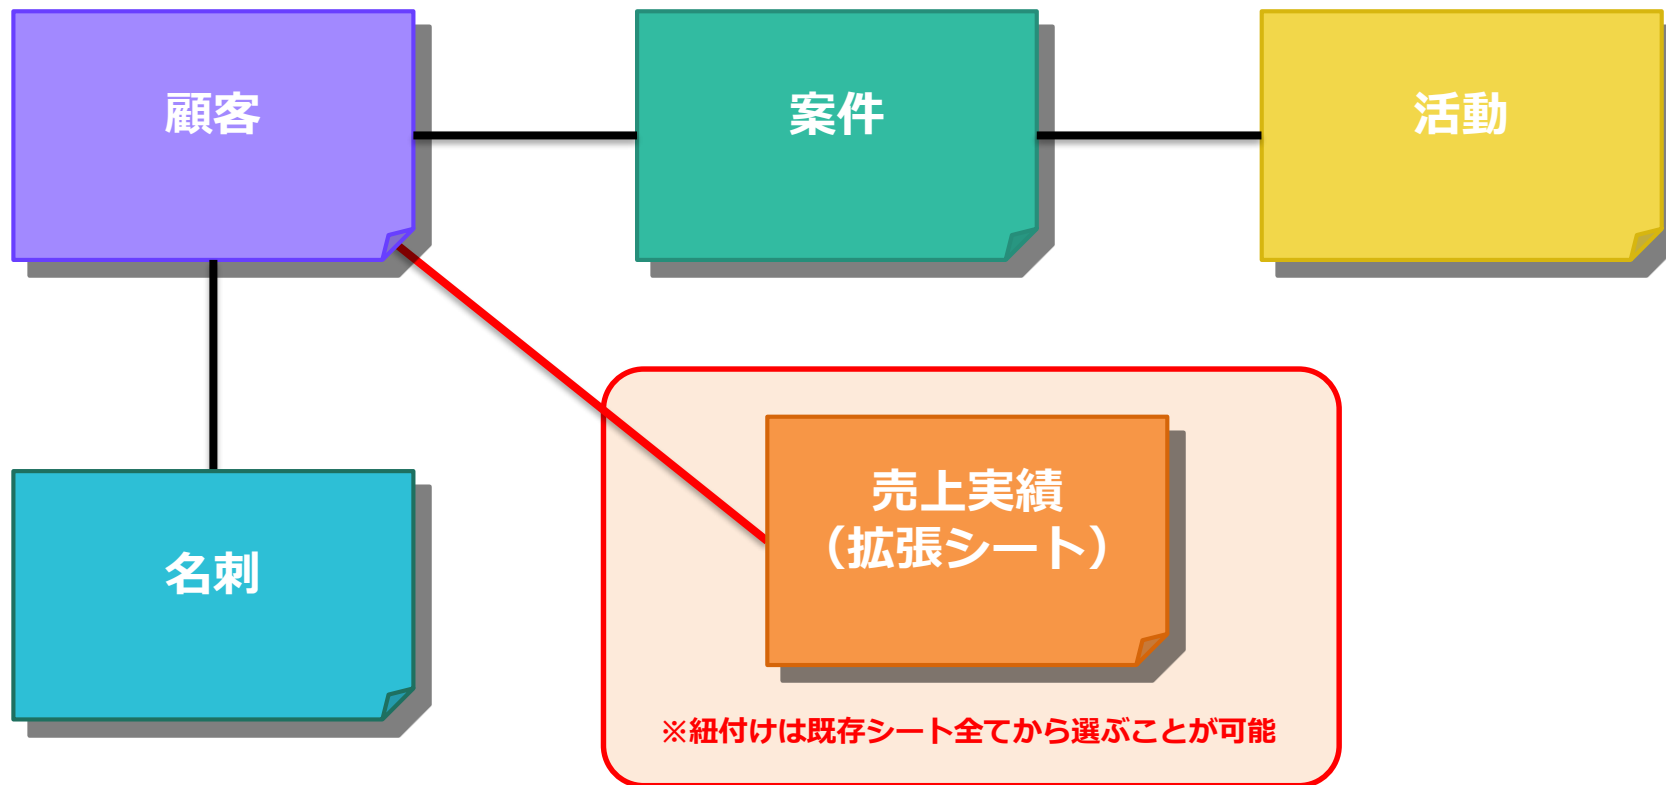 顧客
案件
活動
名刺
売上実績
（拡張シート）
※紐付けは既存シート全てから選ぶことが可能